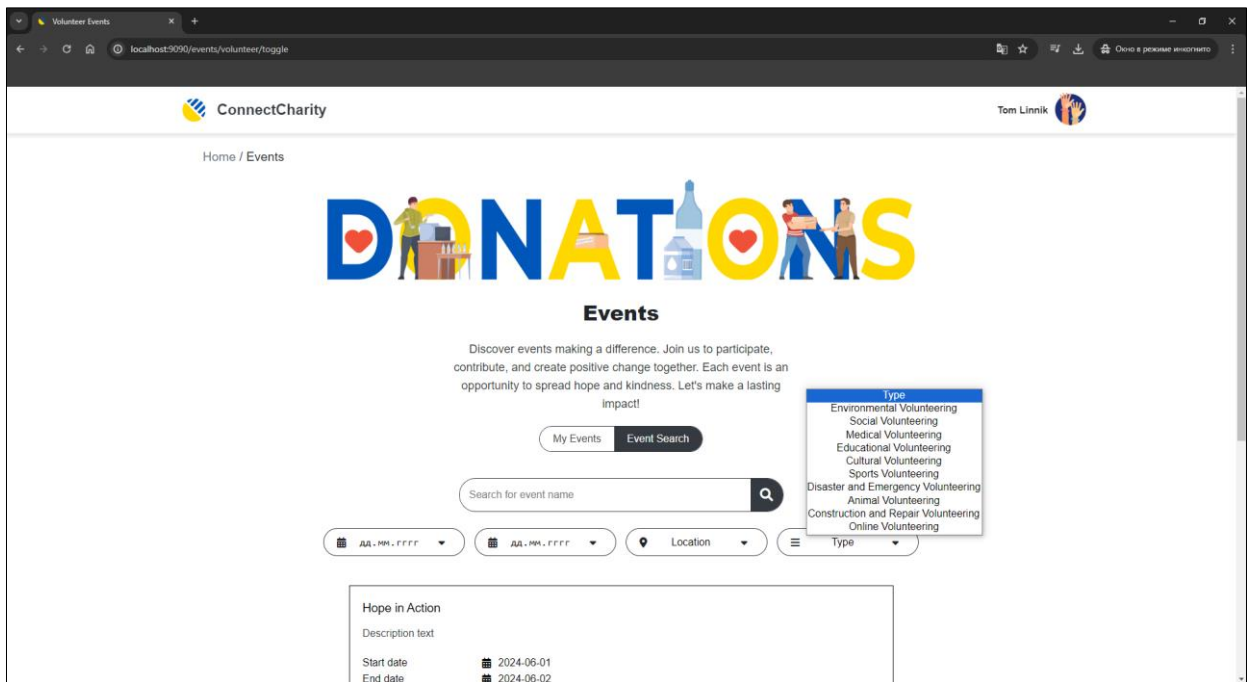 Volunteer Events
localhost:9090/events/volunteer/toggle
Окно в режиме инкогнито
ConnectCharity
Tom Linnik
Home / Events
DONATIONS
Events
Discover events making a difference. Join us to participate,
contribute, and create positive change together. Each event is an
opportunity to spread hope and kindness. Let's make a lasting
impact!
My Events
Event Search
Search for event name
Type
Environmental Volunteering
Social Volunteering
Medical Volunteering
Educational Volunteering
Cultural Volunteering
Sports Volunteering
Disaster and Emergency Volunteering
Animal Volunteering
Construction and Repair Volunteering
Online Volunteering
дд.мм.гггг
дд.мм.гггг
Location
Type
Hope in Action
Description text
Start date 2024-06-01
End date 2024-06-02